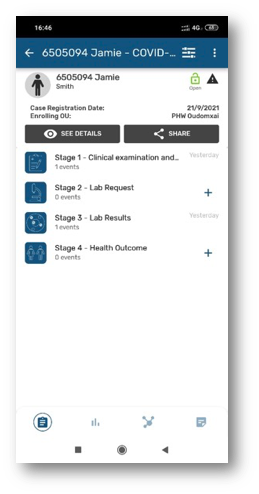 16:46
4G
6505094 Jamie - COVID-...
6505094 Jamie
Smith
Open
Case Registration Date: 21/9/2021
Enrolling OU: PHW Oudomxai
SEE DETAILS
SHARE
Stage 1 - Clinical examination and... Yesterday
1 events
Stage 2 - Lab Request
0 events
Stage 3 - Lab Results Yesterday
1 events
Stage 4 - Health Outcome
0 events